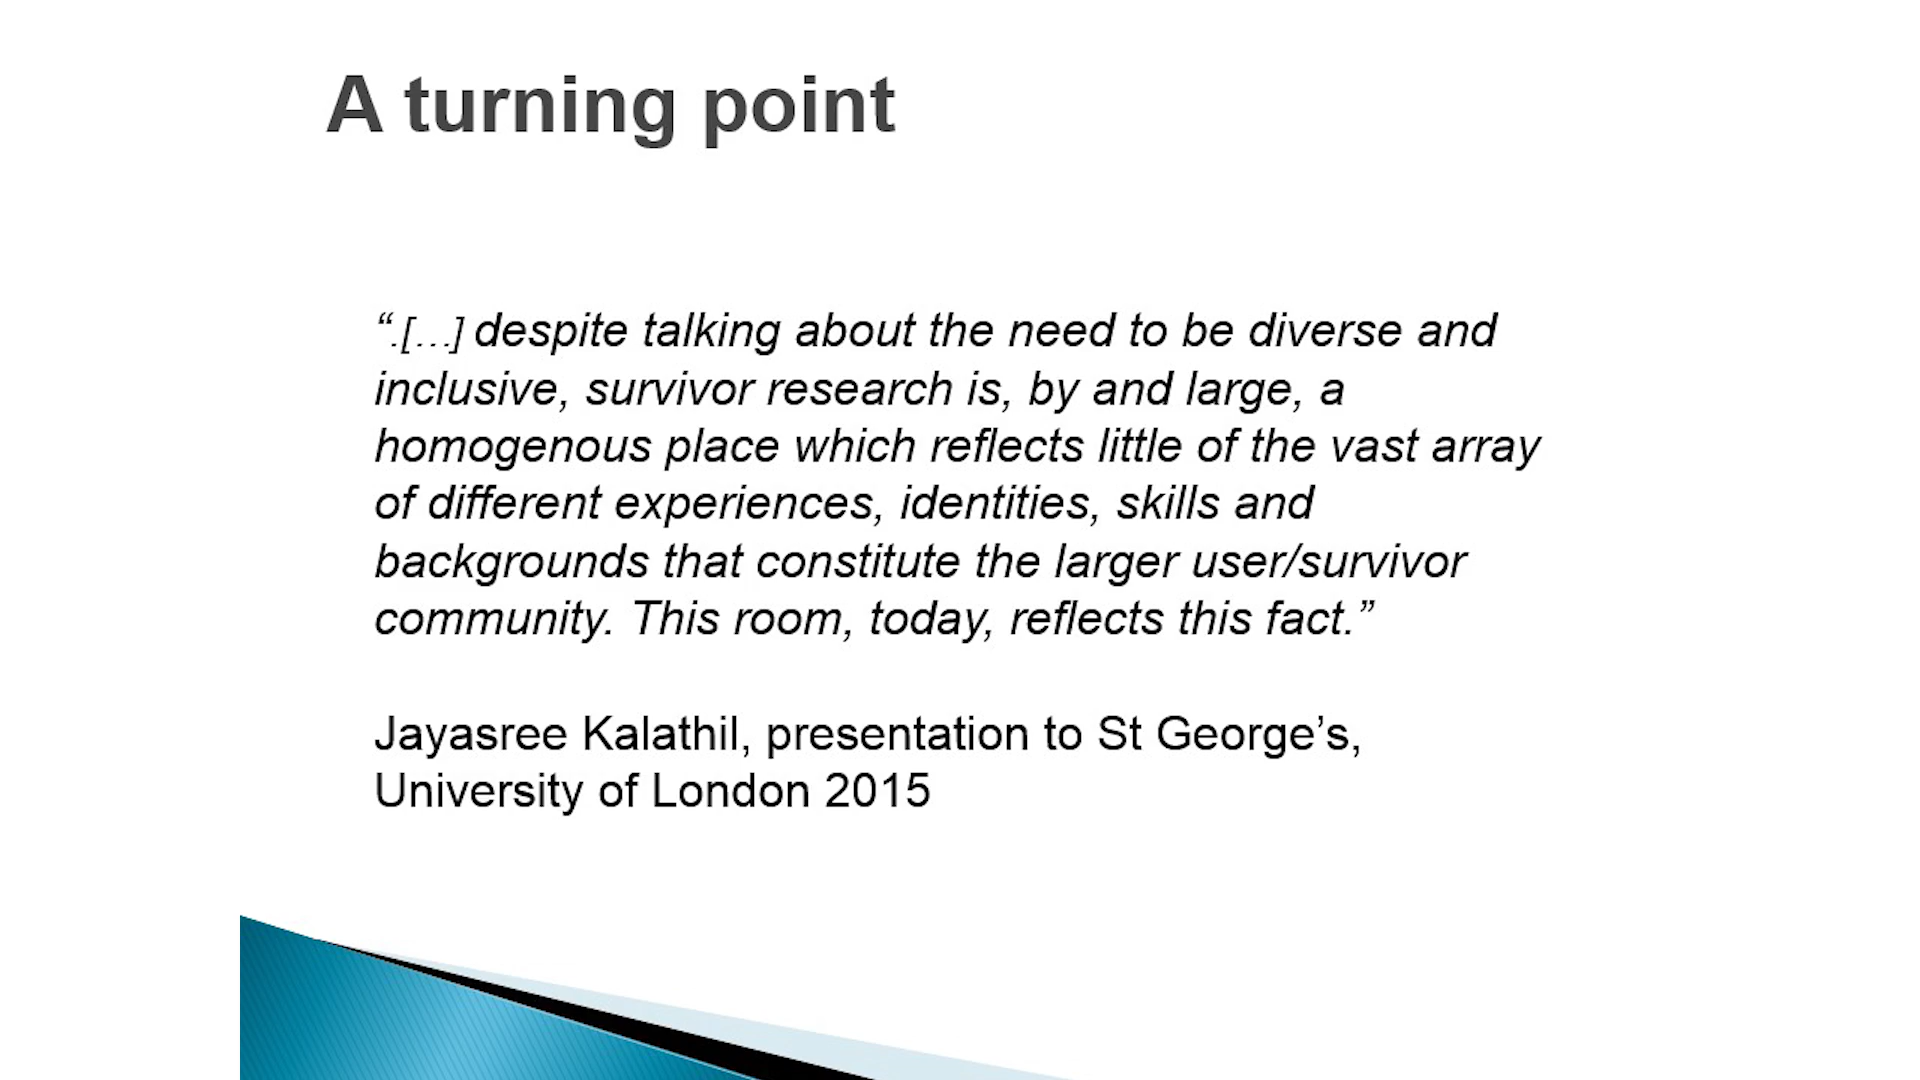 A turning point
“.[…] despite talking about the need to be diverse and
inclusive, survivor research is, by and large, a
homogenous place which reflects little of the vast array
of different experiences, identities, skills and
backgrounds that constitute the larger user/survivor
community. This room, today, reflects this fact.”
Jayasree Kalathil, presentation to St George’s,
University of London 2015